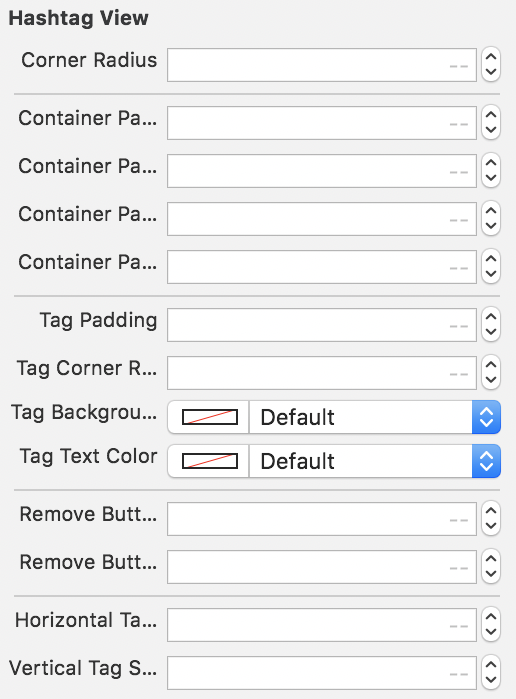 Hashtag View
Corner Radius --
Container Pa... --
Container Pa... --
Container Pa... --
Container Pa... --
Tag Padding --
Tag Corner R... --
Tag Backgrou... Default
Tag Text Color Default
Remove Butt... --
Remove Butt... --
Horizontal Ta... --
Vertical Tag S... --